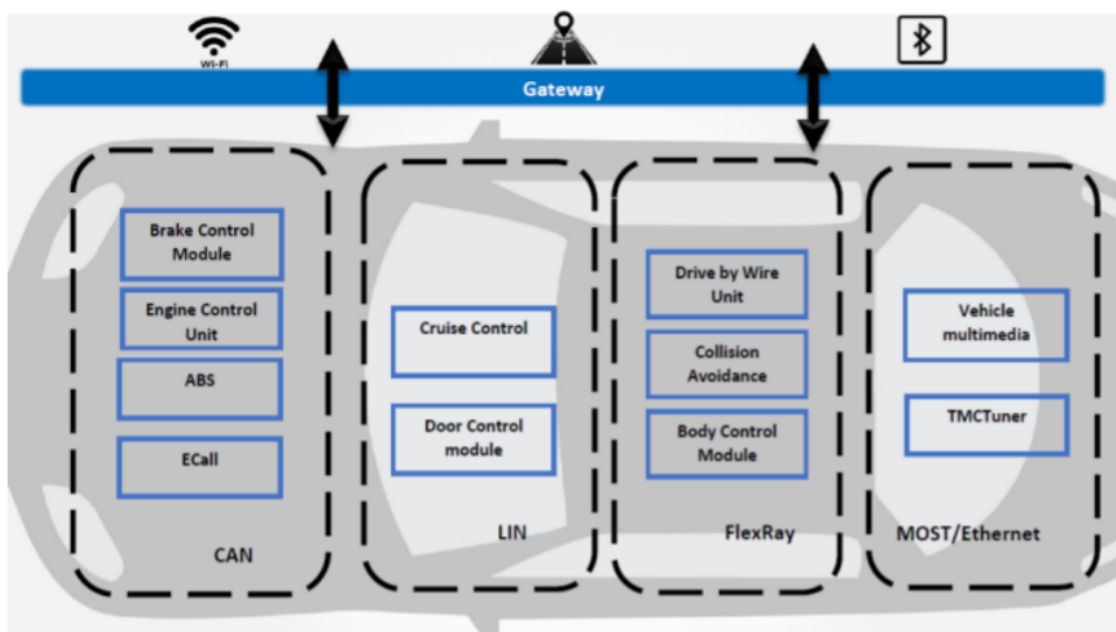 Wi-Fi
Gateway
Brake Control
Module
Engine Control
Unit
ABS
ECall
CAN
Cruise Control
Door Control
module
LIN
Drive by Wire
Unit
Collision
Avoidance
Body Control
Module
FlexRay
Vehicle
multimedia
TMCTuner
MOST/Ethernet